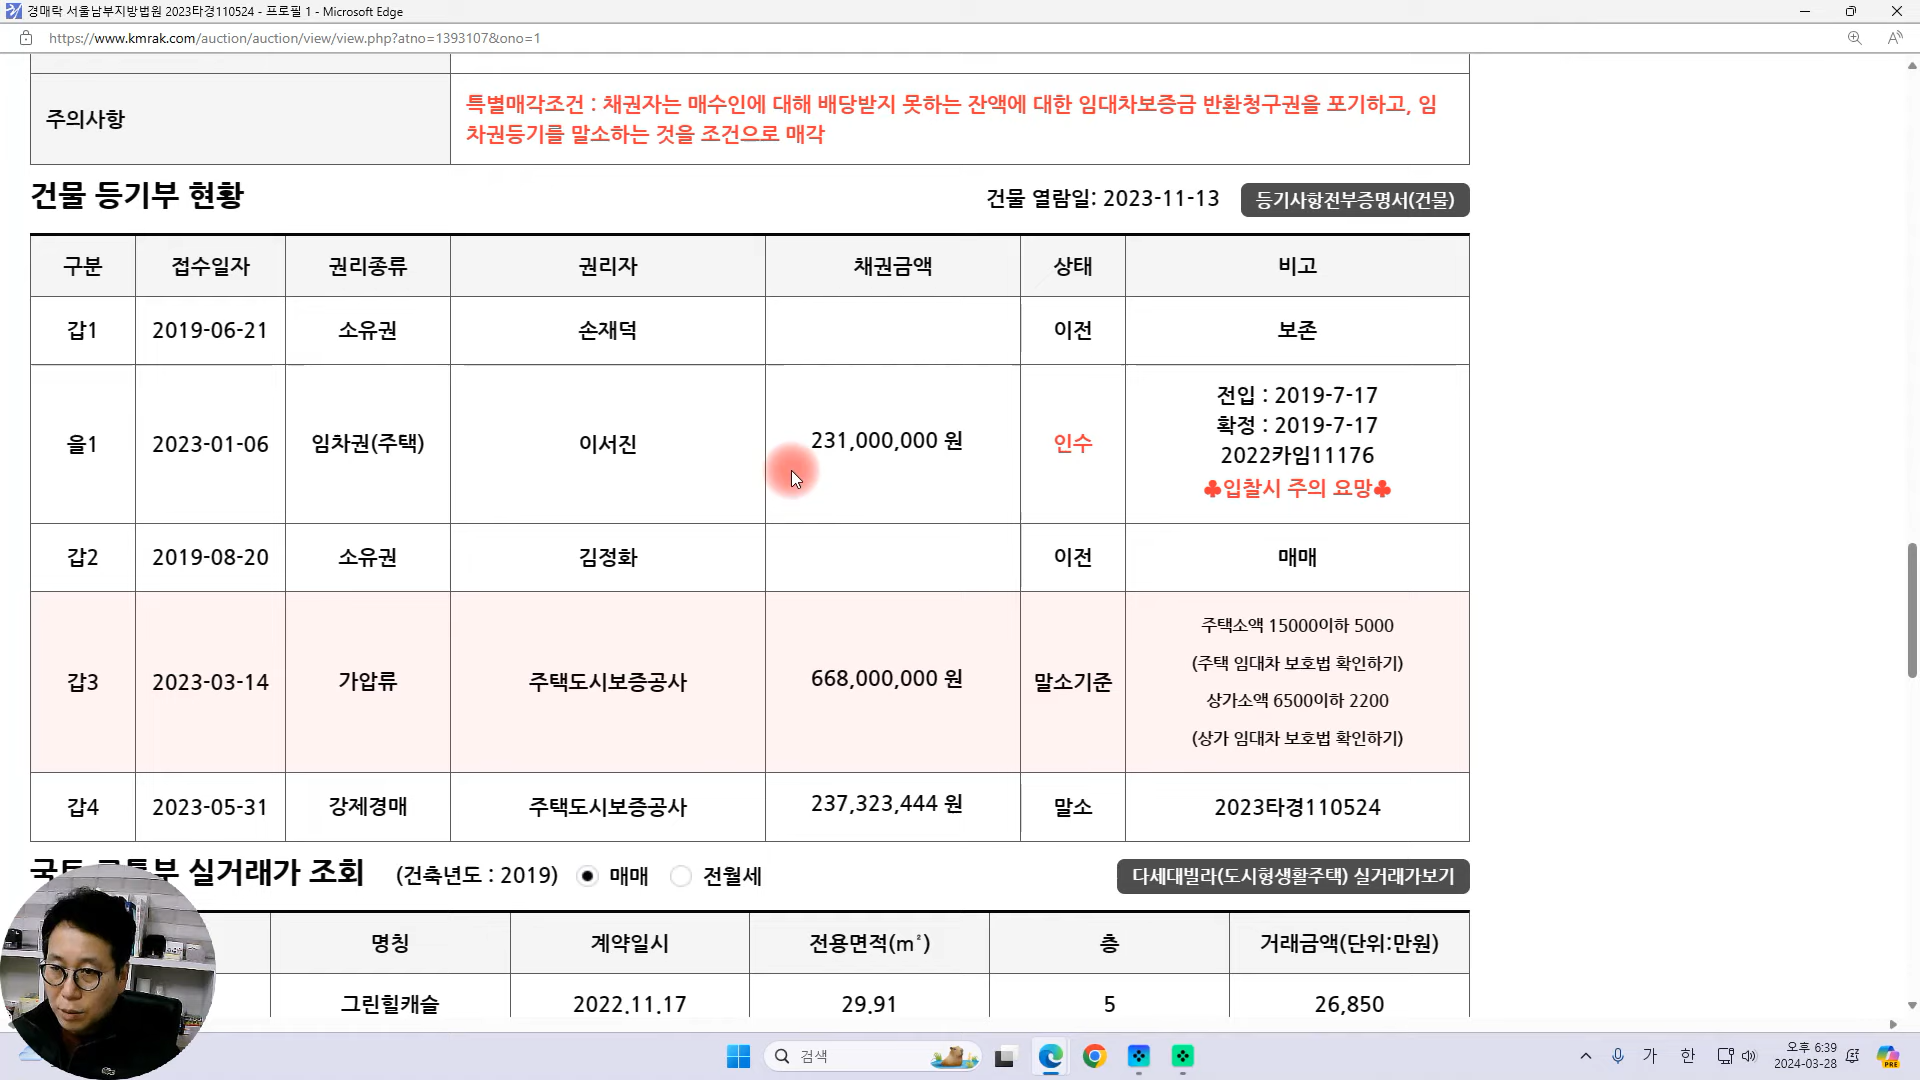 경매락 서울남부지방법원 2023타경110524 - 프로필 1 - Microsoft Edge
https://www.kmrak.com/auction/auction/view/view.php?atno=1393107&ono=1
주의사항
특별매각조건 : 채권자는 매수인에 대해 배당받지 못하는 잔액에 대한 임대차보증금 반환청구권을 포기하고, 임
차권등기를 말소하는 것을 조건으로 매각
건물 등기부 현황
건물 열람일: 2023-11-13
등기사항전부증명서(건물)
구분 접수일자 권리종류 권리자 채권금액 상태 비고
갑1 2019-06-21 소유권 손재덕 이전 보존
을1 2023-01-06 임차권(주택) 이서진 231,000,000 원 인수
전입 : 2019-7-17
확정 : 2019-7-17
2022카임11176
♣입찰시 주의 요망♣
갑2 2019-08-20 소유권 김정화 이전 매매
갑3 2023-03-14 가압류 주택도시보증공사 668,000,000 원 말소기준
주택소액 15000이하 5000
(주택 임대차 보호법 확인하기)
상가소액 6500이하 2200
(상가 임대차 보호법 확인하기)
갑4 2023-05-31 강제경매 주택도시보증공사 237,323,444 원 말소 2023타경110524
실거래가 조회 (건축년도 : 2019) 매매 전월세
다세대빌라(도시형생활주택) 실거래가보기
명칭 계약일시 전용면적(m²) 층 거래금액(단위:만원)
그린힐캐슬 2022.11.17 29.91 5 26,850
검색
가 한
오후 6:39
2024-03-28
PRE